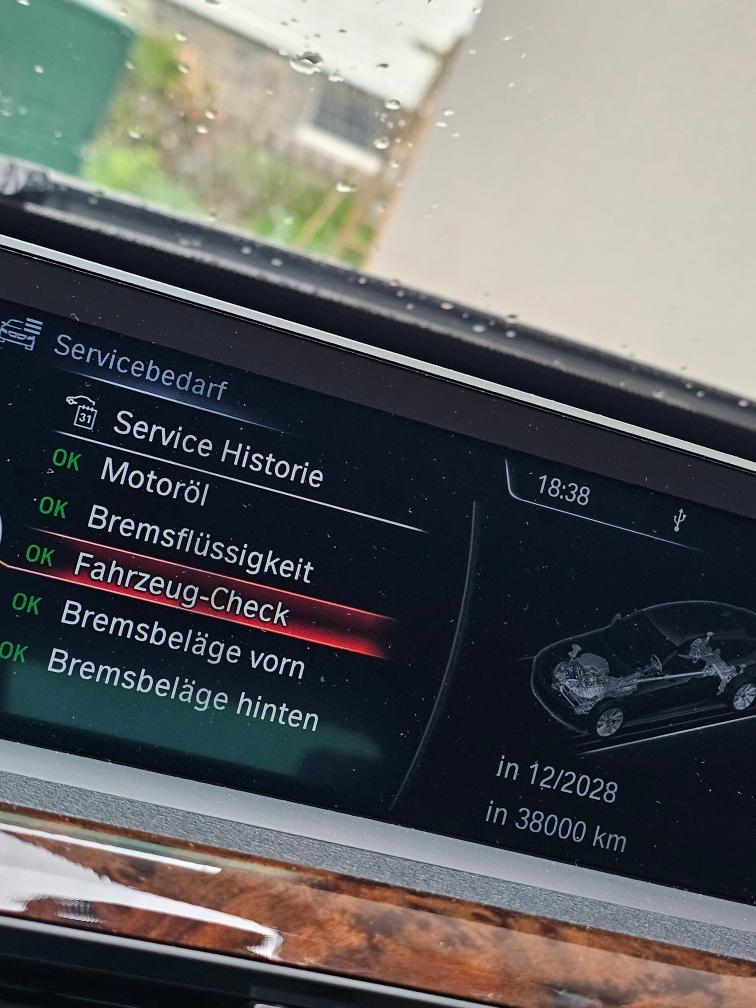 Servicebedarf
31 Service Historie
OK Motoröl
OK Bremsflüssigkeit
OK Fahrzeug-Check
OK Bremsbeläge vorn
OK Bremsbeläge hinten
18:38
in 12/2028
in 38000 km